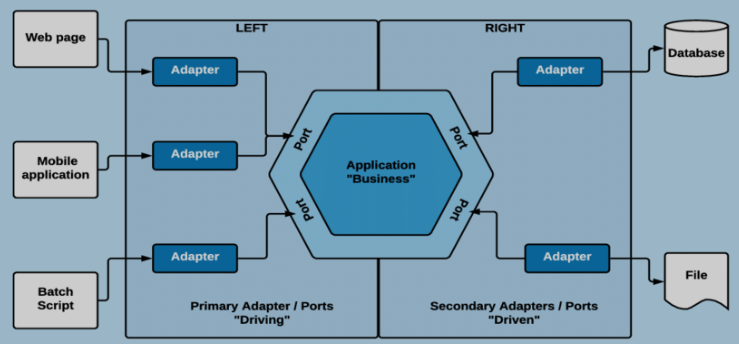 LEFT
RIGHT
Web page
Adapter
Adapter
Database
Port
Port
Mobile
application
Adapter
Application
"Business"
Port
Port
Batch
Script
Adapter
Adapter
File
Primary Adapter / Ports
"Driving"
Secondary Adapters / Ports
"Driven"